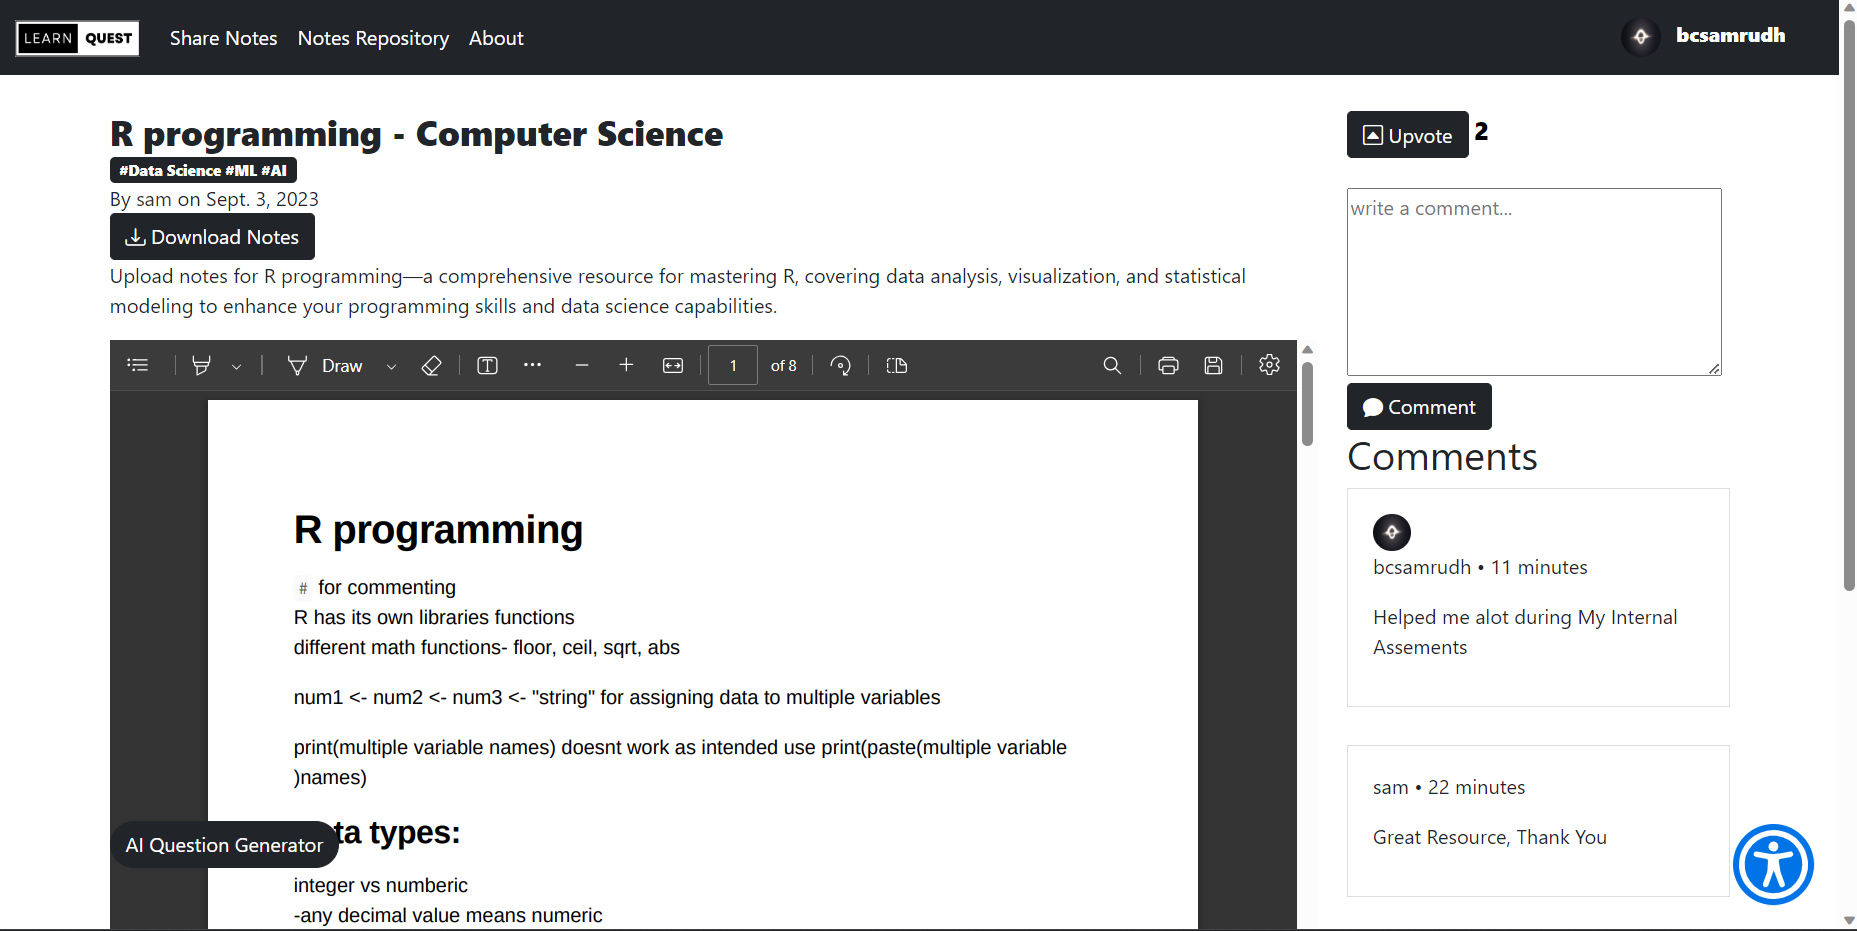 LEARN QUEST
Share Notes
Notes Repository
About
bcsamrudh
R programming - Computer Science
#Data Science #ML #AI
By sam on Sept. 3, 2023
Download Notes
Upload notes for R programming—a comprehensive resource for mastering R, covering data analysis, visualization, and statistical
modeling to enhance your programming skills and data science capabilities.
Draw
1
of 8
R programming
# for commenting
R has its own libraries functions
different math functions- floor, ceil, sqrt, abs
num1 <- num2 <- num3 <- "string" for assigning data to multiple variables
print(multiple variable names) doesnt work as intended use print(paste(multiple variable
)names)
ta types:
AI Question Generator
integer vs numberic
-any decimal value means numeric
Upvote 2
write a comment...
Comment
Comments
bcsamrudh • 11 minutes
Helped me alot during My Internal
Assements
sam • 22 minutes
Great Resource, Thank You